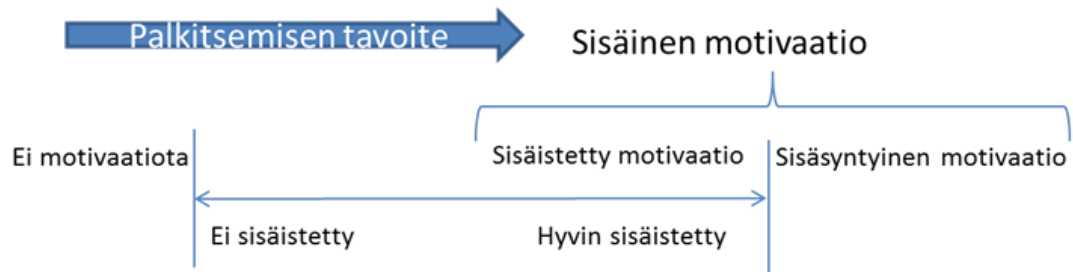 Palkitsemisen tavoite
Sisäinen motivaatio
Ei motivaatiota
Sisäistetty motivaatio
Sisäsyntyinen motivaatio
Ei sisäistetty
Hyvin sisäistetty